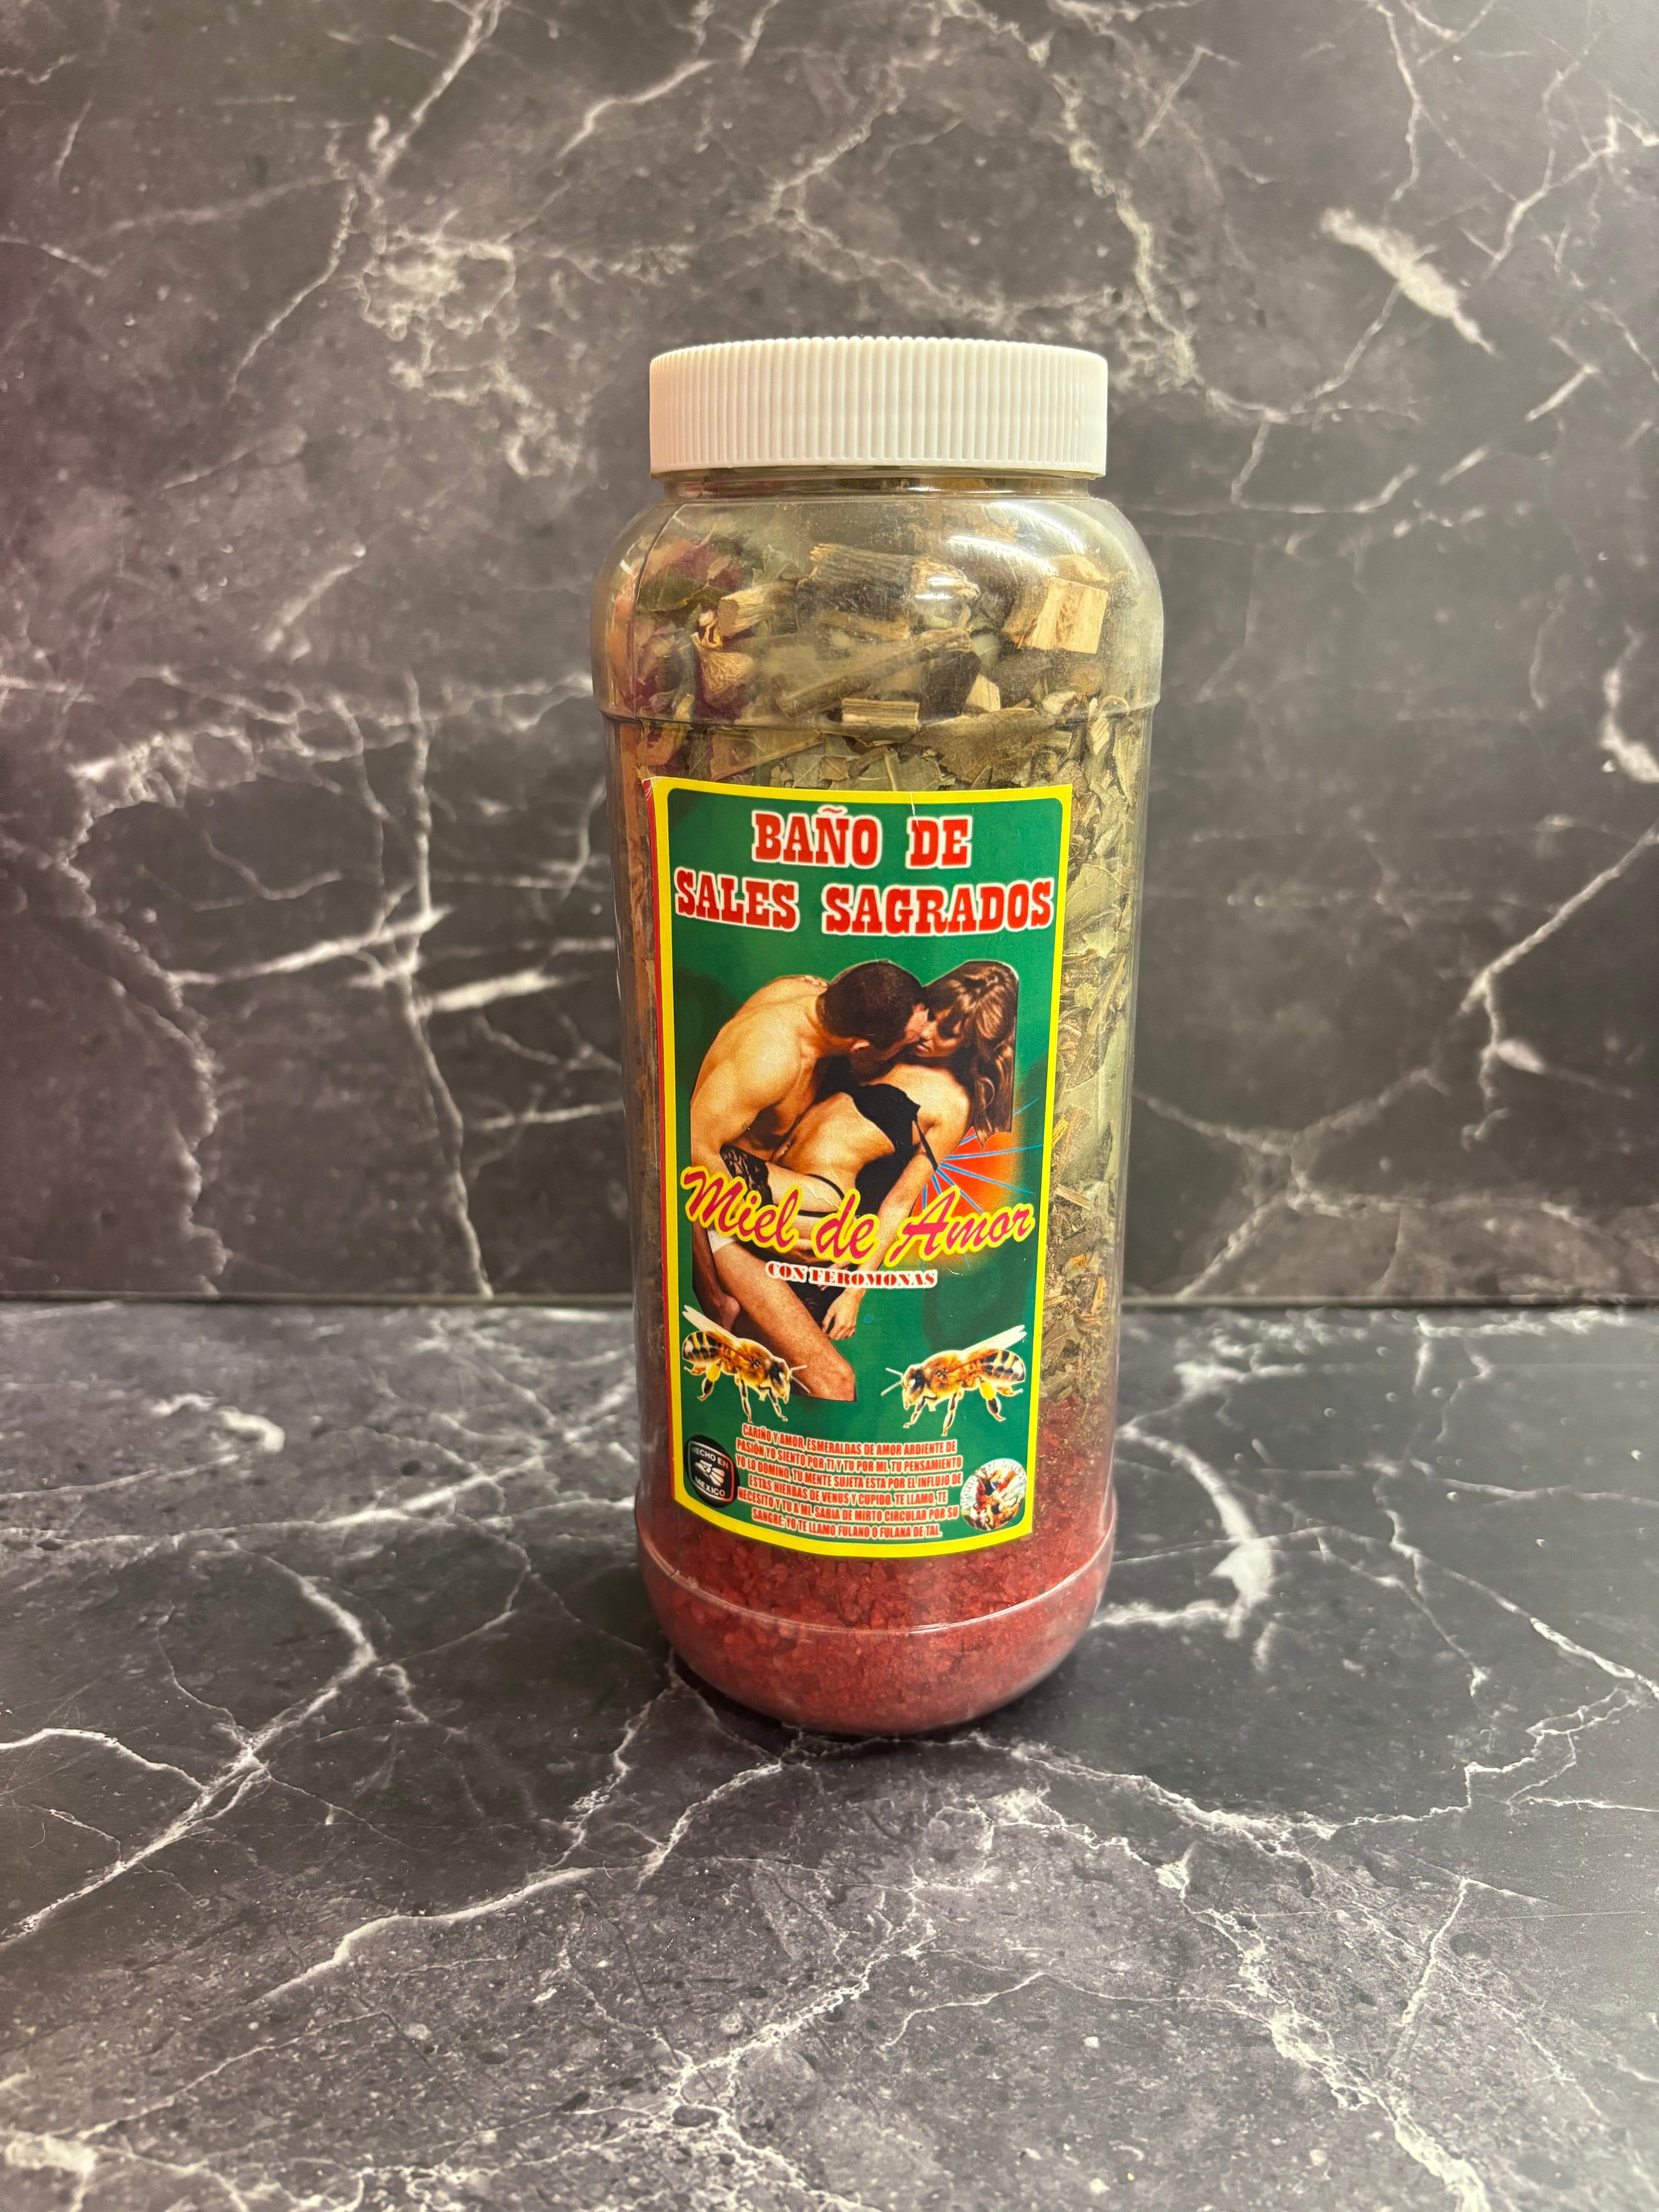 BAÑO DE
SALES SAGRADOS
Miel de Amor
CON FEROMONAS
CARIÑO Y AMOR, ESMERALDAS DE AMOR ARDIENTE DE
PASIÓN YO SIENTO POR TI Y TU POR MI, TU PENSAMIENTO
YO LO DOMINO, TU MENTE SUJETA ESTA POR EL INFLUJO DE
ESTAS HIERBAS DE VENUS Y CUPIDO, TE LLAMO, TE
NECESITO Y TU A MI, SABIA DE MIRTO CIRCULAR POR SU
SANGRE, YO TE LLAMO FULANO O FULANA DE TAL.
HECHO EN
MEXICO